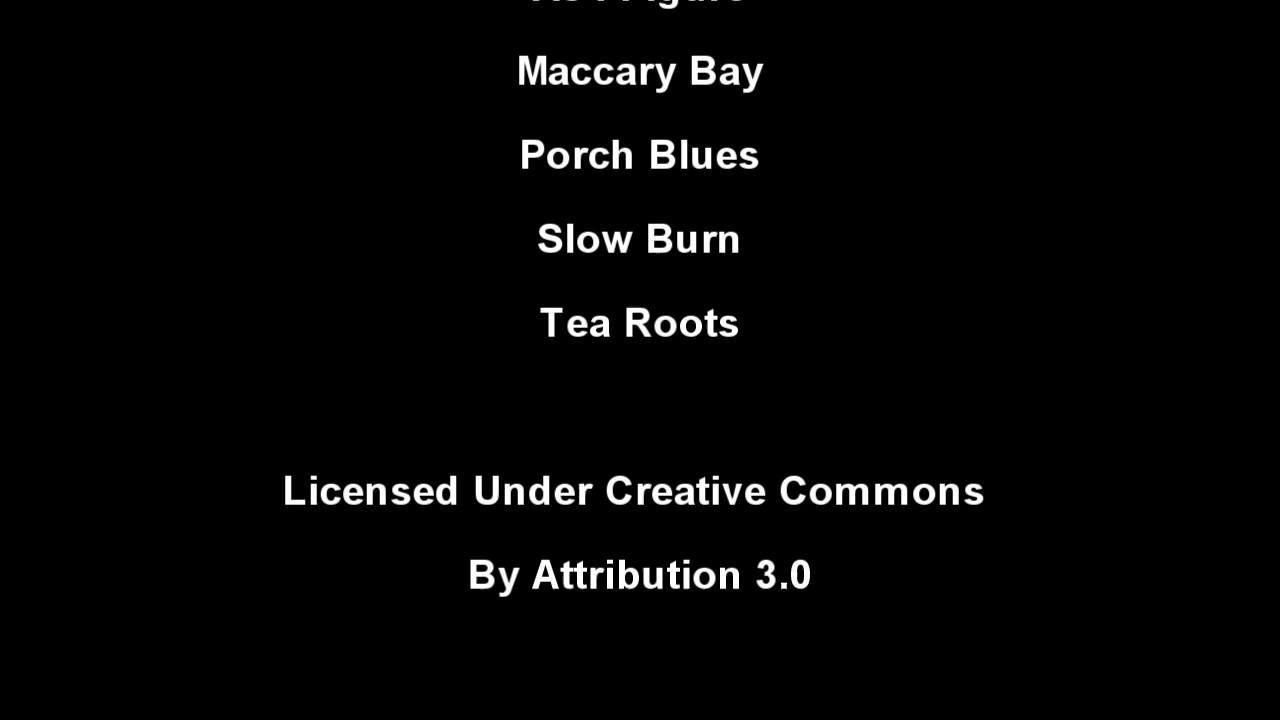 Maccary Bay
Porch Blues
Slow Burn
Tea Roots
Licensed Under Creative Commons
By Attribution 3.0